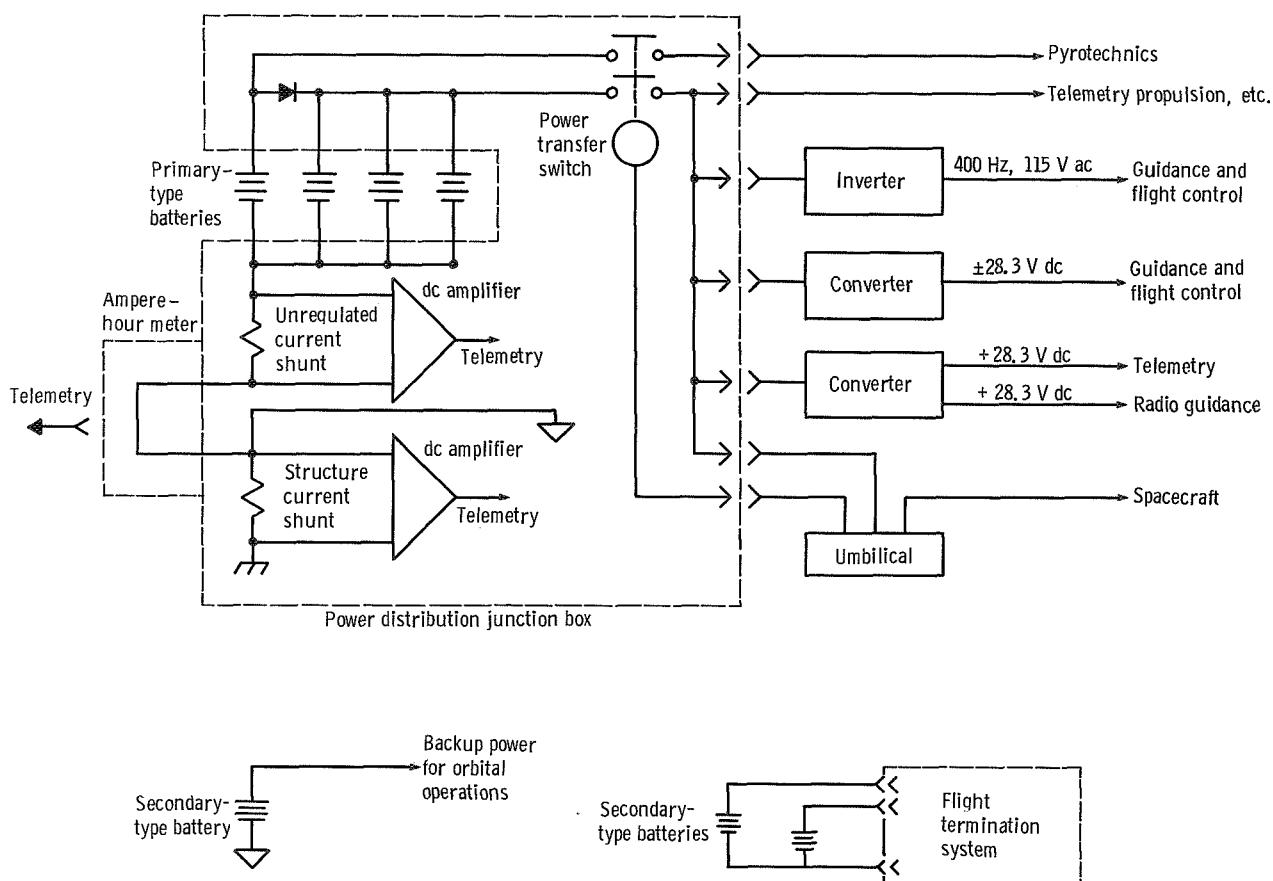 Pyrotechnics
Telemetry propulsion, etc.
Power
transfer
switch
Primary-
type
batteries
Inverter
400 Hz, 115 V ac
Guidance and
flight control
Converter
±28.3 V dc
Guidance and
flight control
Ampere-
hour meter
dc amplifier
Unregulated
current
shunt
Telemetry
Converter
+28.3 V dc
Telemetry
+ 28.3 V dc
Radio guidance
Telemetry
dc amplifier
Structure
current
shunt
Telemetry
Spacecraft
Umbilical
Power distribution junction box
Backup power
for orbital
operations
Secondary-
type battery
Secondary-
type batteries
Flight
termination
system